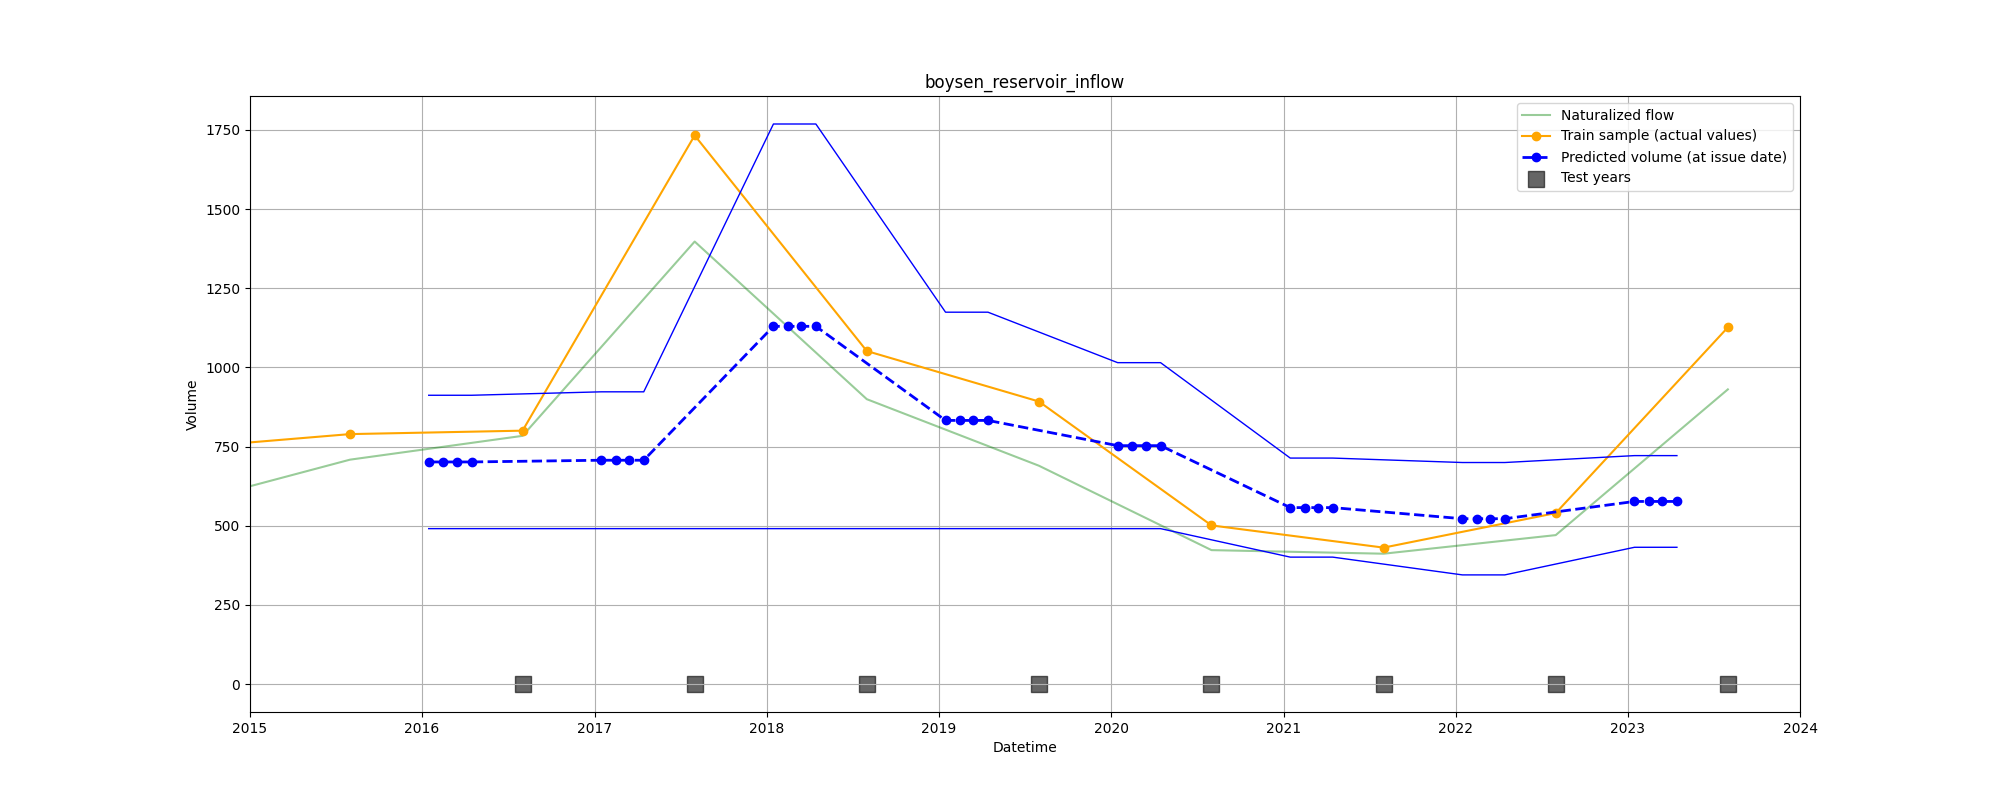 boysen_reservoir_inflow
Naturalized flow
Train sample (actual values)
Predicted volume (at issue date)
Test years
Volume
1750
1500
1250
1000
750
500
250
0
2015 2016 2017 2018 2019 2020 2021 2022 2023 2024
Datetime